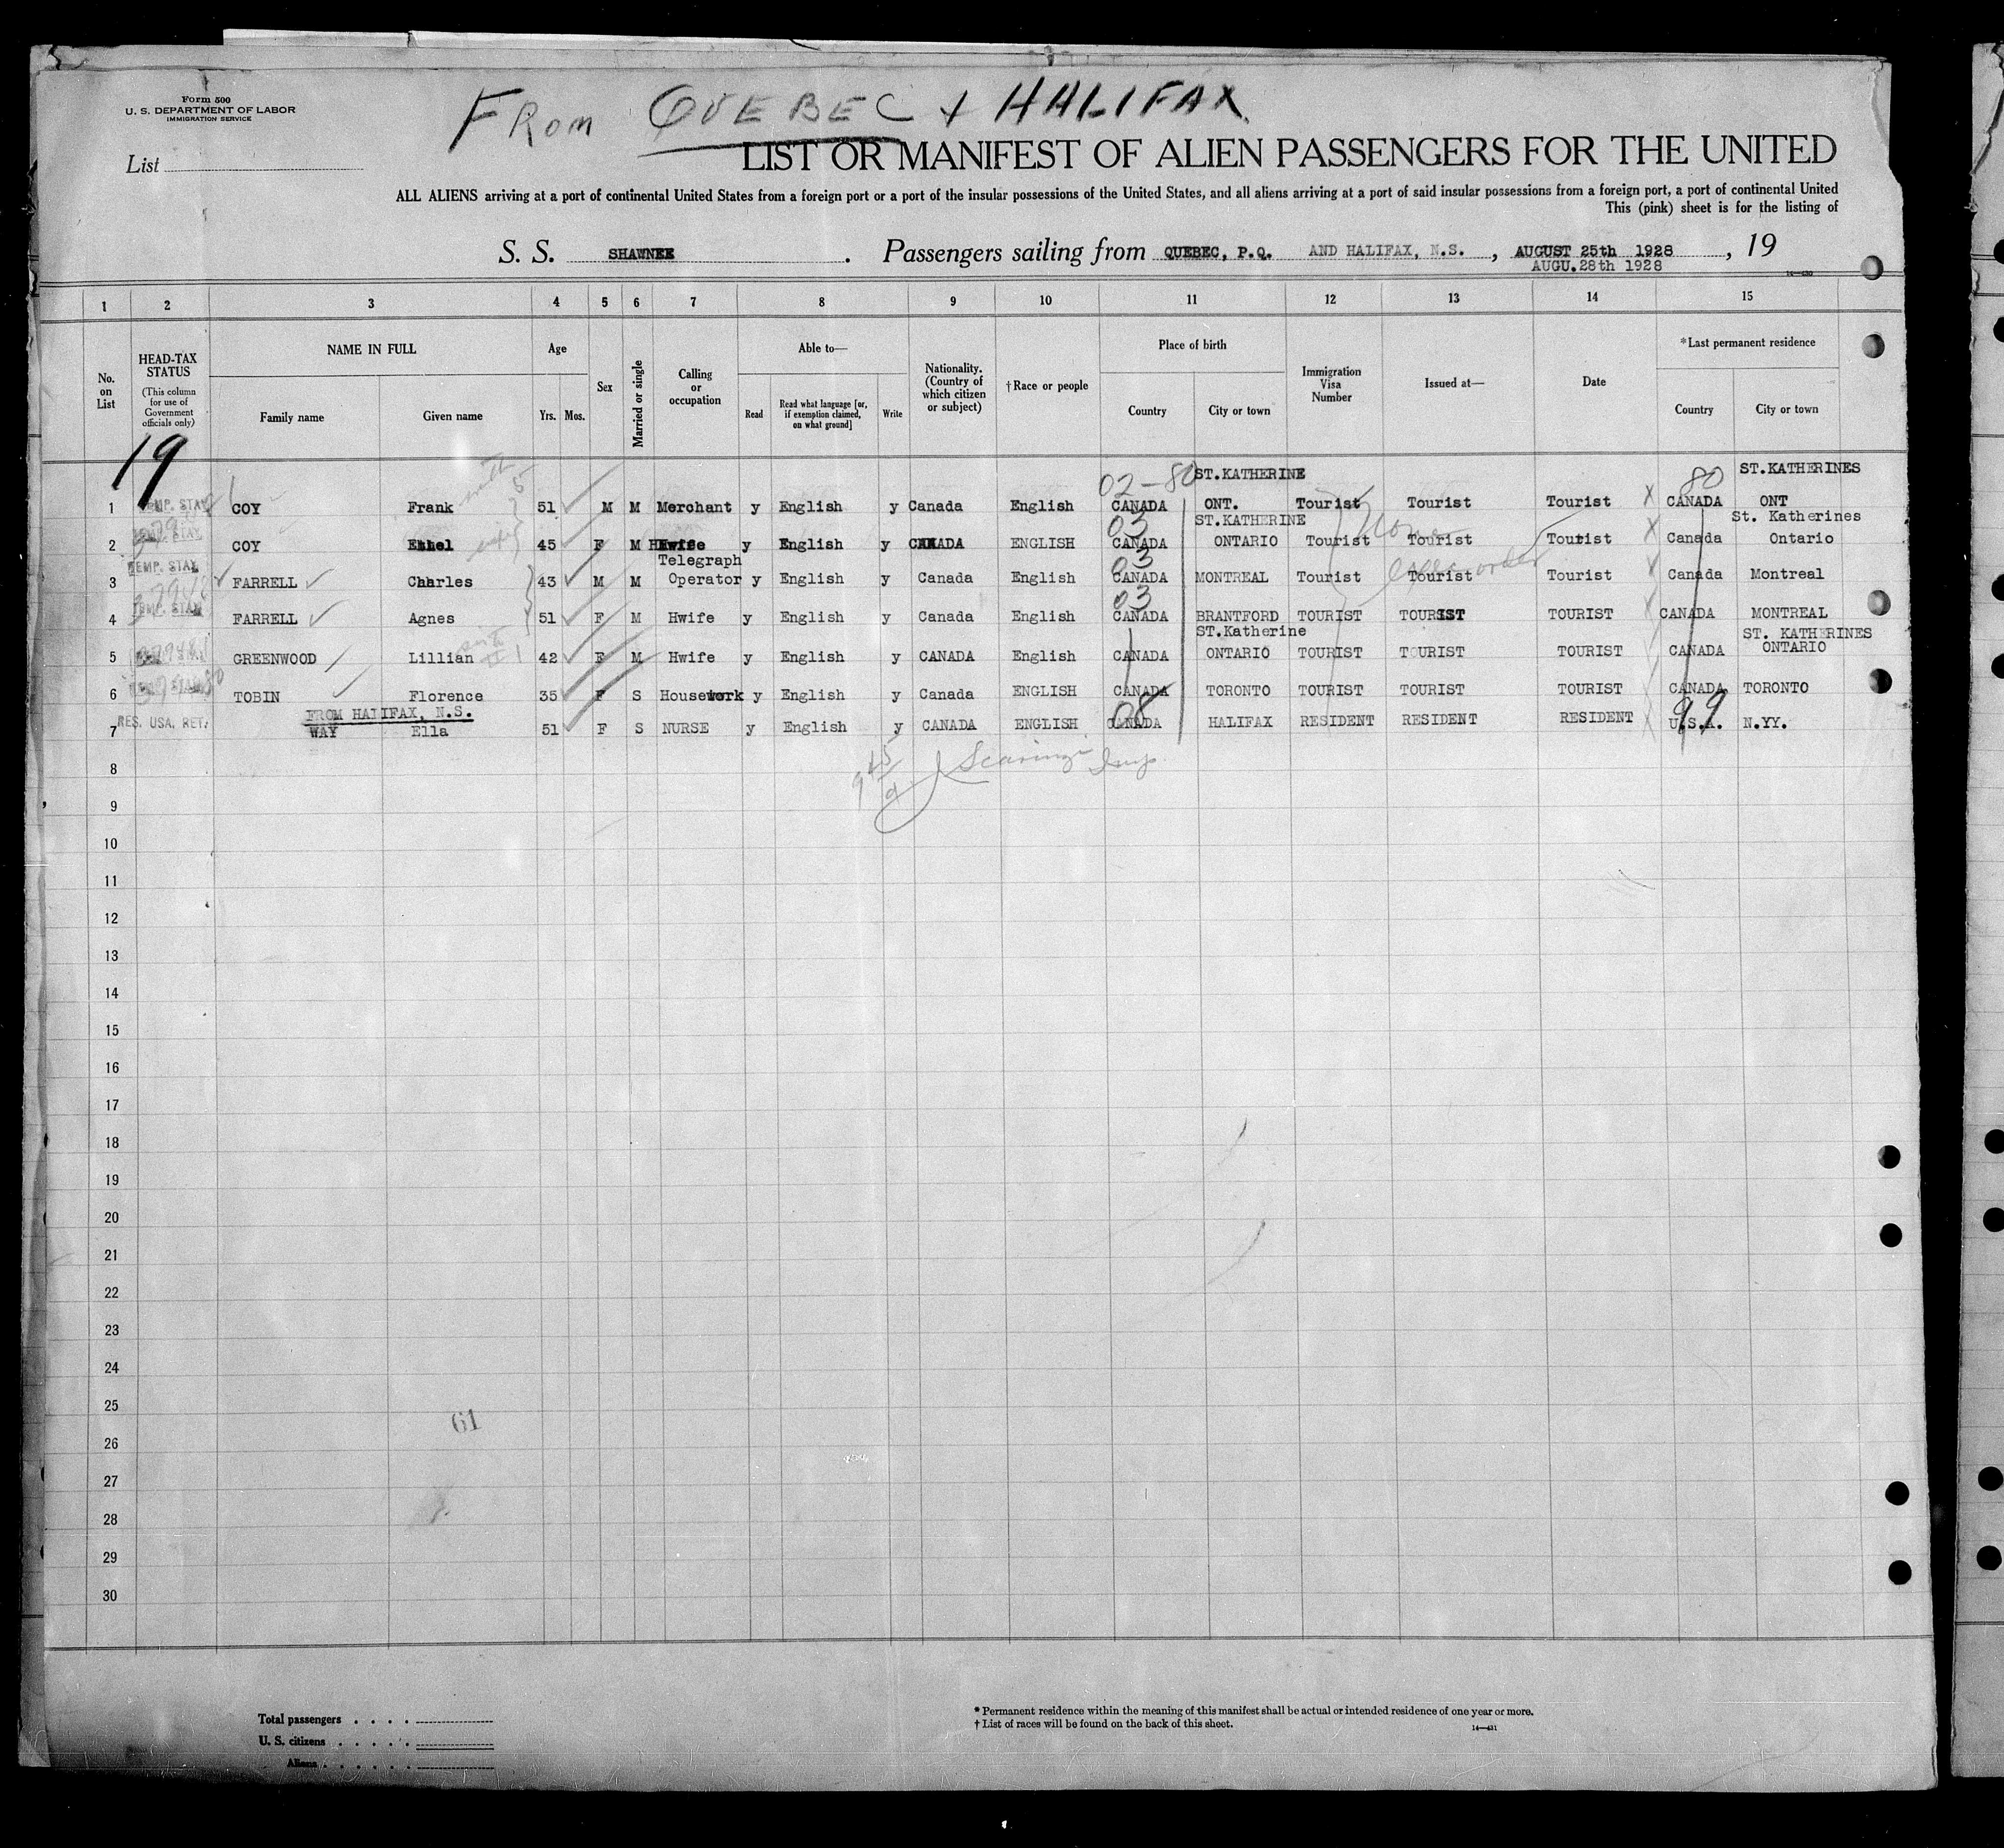 Form 500
U. S. DEPARTMENT OF LABOR
IMMIGRATION SERVICE
FROM QUEBEC + HALIFAX
List
LIST OR MANIFEST OF ALIEN PASSENGERS FOR THE UNITED
ALL ALIENS arriving at a port of continental United States from a foreign port or a port of the insular possessions of the United States, and all aliens arriving at a port of said insular possessions from a foreign port, a port of continental United
This (pink) sheet is for the listing of
S. S. SHAWNEE . Passengers sailing from QUEBEC, P.Q. AND HALIFAX, N.S. , AUGUST 25th 1928 , 19
AUGU.28th 1928
1 2 3 4 5 6 7 8 9 10 11 12 13 14 15
No. on List
HEAD-TAX STATUS
(This column for use of Government officials only)
NAME IN FULL
Family name Given name
Age
Yrs. Mos.
Sex
Married or single
Calling or occupation
Able to—
Read
Read what language [or, if exemption claimed, on what ground]
Write
Nationality. (Country of which citizen or subject)
†Race or people
Place of birth
Country City or town
Immigration Visa Number
Issued at—
Date
*Last permanent residence
Country City or town
19
02-80 ST.KATHERINE 80 ST.KATHERINES
1 TEMP. STAY COY Frank 51 M M Merchant y English y Canada English CANADA ONT. Tourist Tourist Tourist CANADA ONT
03 ST.KATHERINE St. Katherines
2 COY Ethel 45 F M Hwife y English y CANADA ENGLISH CANADA ONTARIO Tourist Tourist Tourist Canada Ontario
Telegraph 03
3 TEMP. STAY FARRELL Charles 43 M M Operator y English y Canada English CANADA MONTREAL Tourist Tourist Tourist Canada Montreal
03
4 TEMP. STAY FARRELL Agnes 51 F M Hwife y English y Canada English CANADA BRANTFORD TOURIST TOURIST TOURIST CANADA MONTREAL
ST.Katherine ST. KATHERINES
5 GREENWOOD Lillian 42 F M Hwife y English y CANADA English CANADA ONTARIO TOURIST TOURIST TOURIST CANADA ONTARIO
6 TOBIN Florence 35 F S Housework y English y Canada ENGLISH CANADA TORONTO TOURIST TOURIST TOURIST CANADA TORONTO
FROM HALIFAX, N.S. 08 99
7 RES. USA. RET. WAY Ella 51 F S NURSE y English y CANADA ENGLISH CANADA HALIFAX RESIDENT RESIDENT RESIDENT U.S.A. N.YY.
8
9
10
11
12
13
14
15
16
17
18
19
20
21
22
23
24
25
61
26
27
28
29
30
Total passengers . . . .
U. S. citizens . . . . .
Aliens . . . . . .
* Permanent residence within the meaning of this manifest shall be actual or intended residence of one year or more.
† List of races will be found on the back of this sheet.
14—431